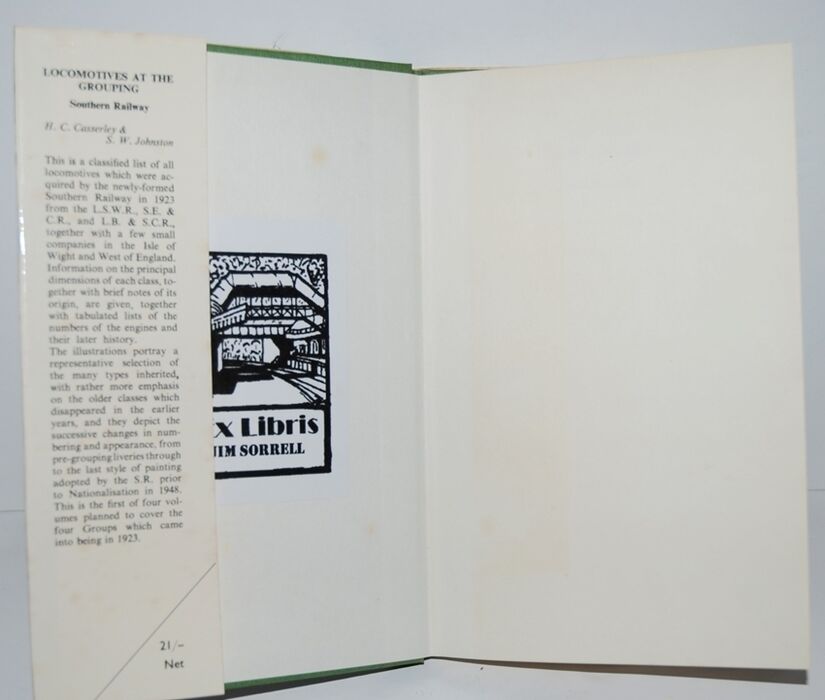 LOCOMOTIVES AT THE
GROUPING
Southern Railway
H. C. Casserley &
S. W. Johnston
This is a classified list of all
locomotives which were ac-
quired by the newly-formed
Southern Railway in 1923
from the L.S.W.R., S.E. &
C.R., and L.B. & S.C.R.,
together with a few small
companies in the Isle of
Wight and West of England.
Information on the principal
dimensions of each class, to-
gether with brief notes of its
origin, are given, together
with tabulated lists of the
numbers of the engines and
their later history.
The illustrations portray a
representative selection of
the many types inherited,
with rather more emphasis
on the older classes which
disappeared in the earlier
years, and they depict the
successive changes in num-
bering and appearance, from
pre-grouping liveries through
to the last style of painting
adopted by the S.R. prior
to Nationalisation in 1948.
This is the first of four vol-
umes planned to cover the
four Groups which came
into being in 1923.
21/-
Net
x Libris
JIM SORRELL